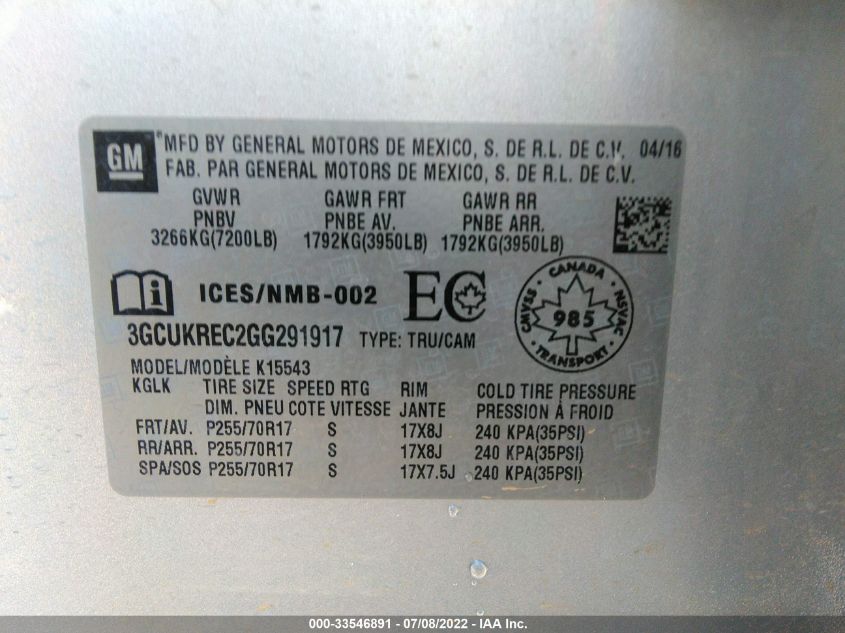 GM
®MFD BY GENERAL MOTORS DE MEXICO, S. DE R.L. DE C.V. 04/16
FAB. PAR GENERAL MOTORS DE MEXICO, S. DE R.L. DE C.V.
GVWR GAWR FRT GAWR RR
PNBV PNBE AV. PNBE ARR.
3266KG(7200LB) 1792KG(3950LB) 1792KG(3950LB)
ICES/NMB-002 EC
CANADA CMVSS 985 NSVAC TRANSPORT
3GCUKREC2GG291917 TYPE: TRU/CAM
MODEL/MODÈLE K15543
KGLK TIRE SIZE SPEED RTG RIM COLD TIRE PRESSURE
DIM. PNEU COTE VITESSE JANTE PRESSION À FROID
FRT/AV. P255/70R17 S 17X8J 240 KPA(35PSI)
RR/ARR. P255/70R17 S 17X8J 240 KPA(35PSI)
SPA/SOS P255/70R17 S 17X7.5J 240 KPA(35PSI)
000-33546891 - 07/08/2022 - IAA Inc.